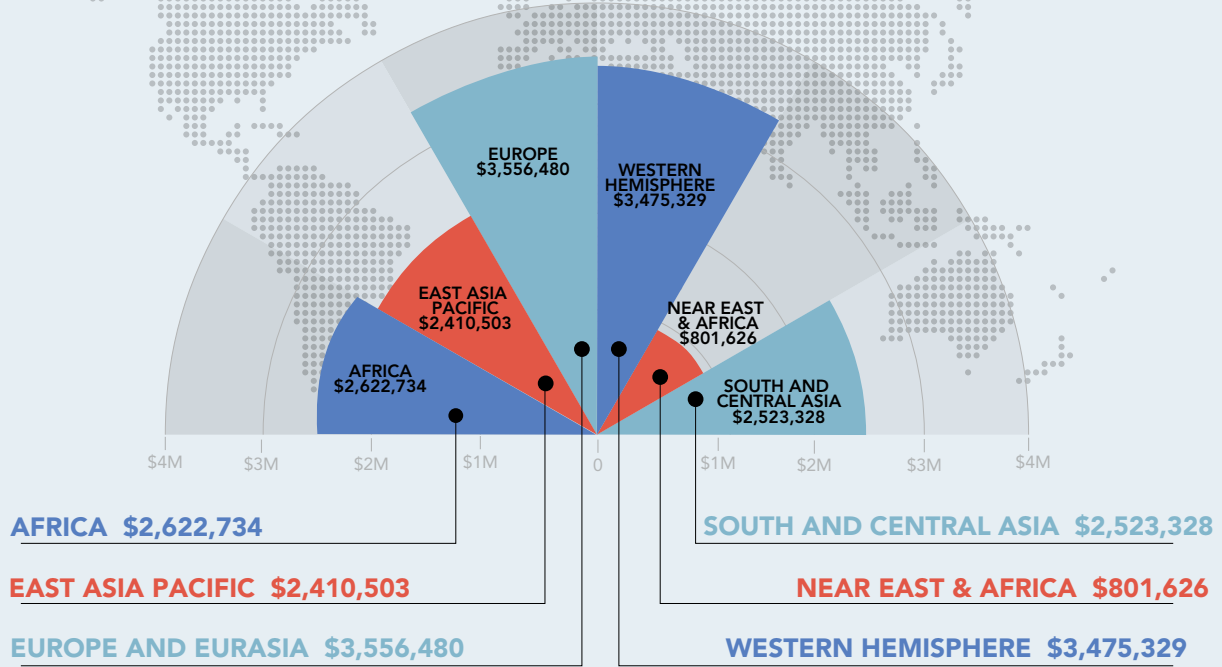 EUROPE
$3,556,480
WESTERN
HEMISPHERE
$3,475,329
EAST ASIA
PACIFIC
$2,410,503
NEAR EAST
& AFRICA
$801,626
AFRICA
$2,622,734
SOUTH AND
CENTRAL ASIA
$2,523,328
$4M $3M $2M $1M 0 $1M $2M $3M $4M
AFRICA $2,622,734
SOUTH AND CENTRAL ASIA $2,523,328
EAST ASIA PACIFIC $2,410,503
NEAR EAST & AFRICA $801,626
EUROPE AND EURASIA $3,556,480
WESTERN HEMISPHERE $3,475,329